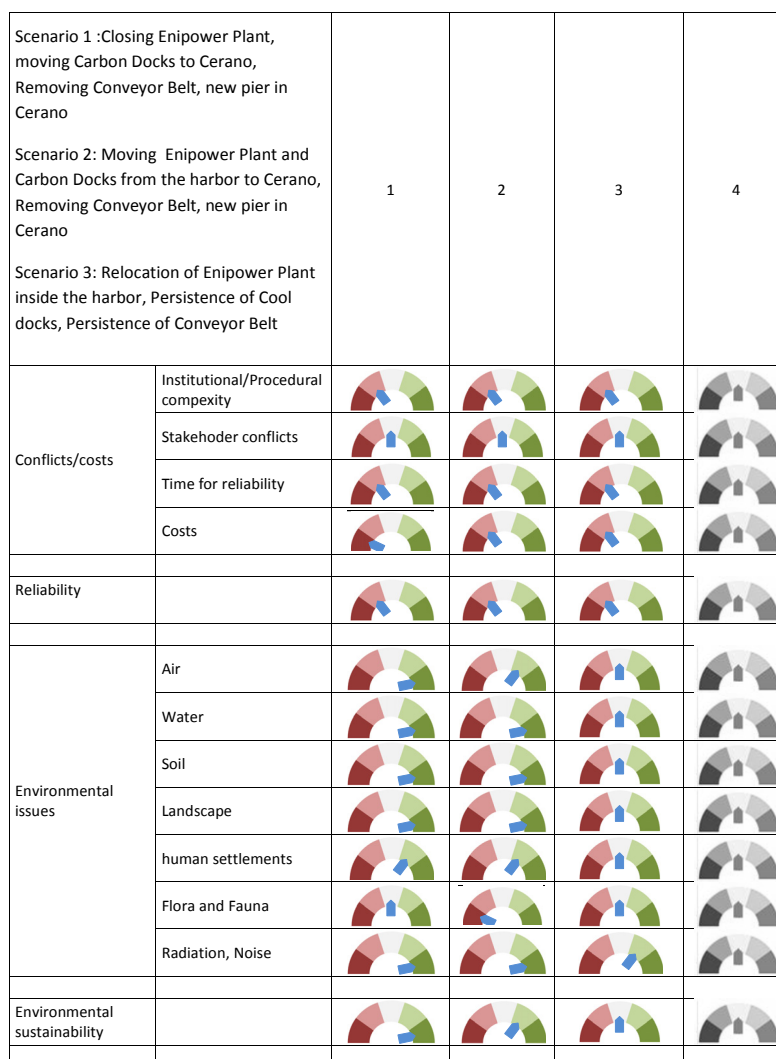 Scenario 1 :Closing Enipower Plant,
moving Carbon Docks to Cerano,
Removing Conveyor Belt, new pier in
Cerano
Scenario 2: Moving Enipower Plant and
Carbon Docks from the harbor to Cerano,
Removing Conveyor Belt, new pier in
Cerano
Scenario 3: Relocation of Enipower Plant
inside the harbor, Persistence of Cool
docks, Persistence of Conveyor Belt
1 2 3 4
Conflicts/costs
Institutional/Procedural
compexity
Stakehoder conflicts
Time for reliability
Costs
Reliability
Environmental
issues
Air
Water
Soil
Landscape
human settlements
Flora and Fauna
Radiation, Noise
Environmental
sustainability